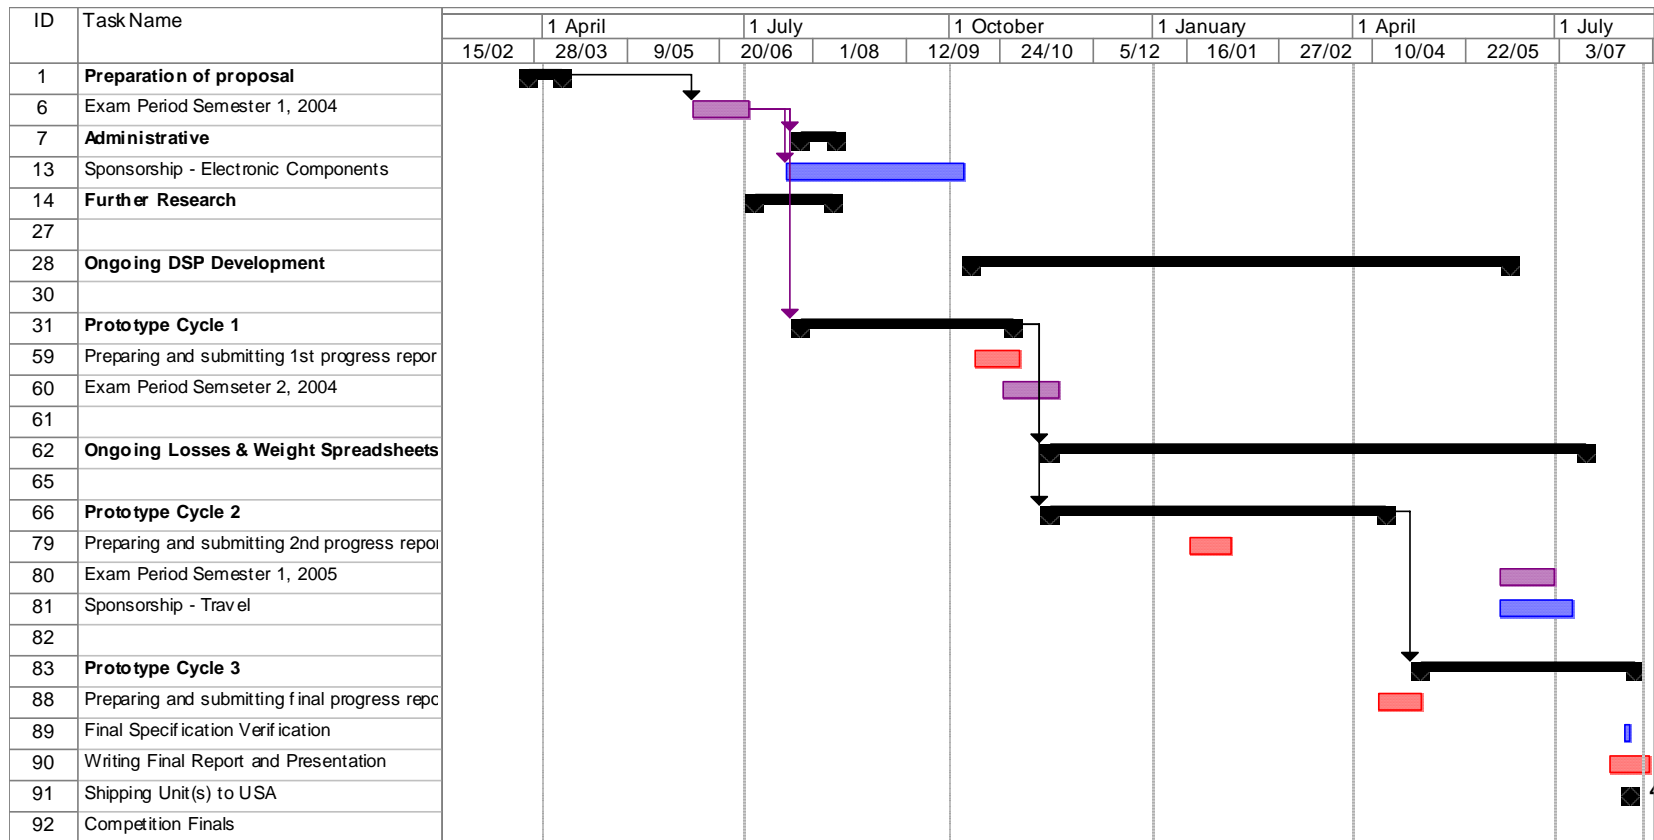 ID Task Name 1 April 1 July 1 October 1 January 1 April 1 July
15/02 28/03 9/05 20/06 1/08 12/09 24/10 5/12 16/01 27/02 10/04 22/05 3/07
1 Preparation of proposal
6 Exam Period Semester 1, 2004
7 Administrative
13 Sponsorship - Electronic Components
14 Further Research
27
28 Ongoing DSP Development
30
31 Prototype Cycle 1
59 Preparing and submitting 1st progress repor
60 Exam Period Semseter 2, 2004
61
62 Ongoing Losses & Weight Spreadsheets
65
66 Prototype Cycle 2
79 Preparing and submitting 2nd progress repor
80 Exam Period Semester 1, 2005
81 Sponsorship - Travel
82
83 Prototype Cycle 3
88 Preparing and submitting final progress repo
89 Final Specification Verification
90 Writing Final Report and Presentation
91 Shipping Unit(s) to USA
92 Competition Finals